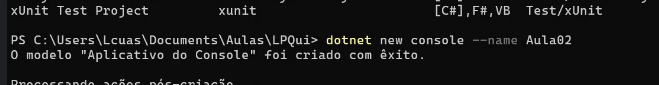 xUnit Test Project xunit [C#],F#,VB Test/xUnit
PS C:\Users\Lcuas\Documents\Aulas\LPQui> dotnet new console --name Aula02
O modelo "Aplicativo do Console" foi criado com êxito.
Processando ações pós-criação